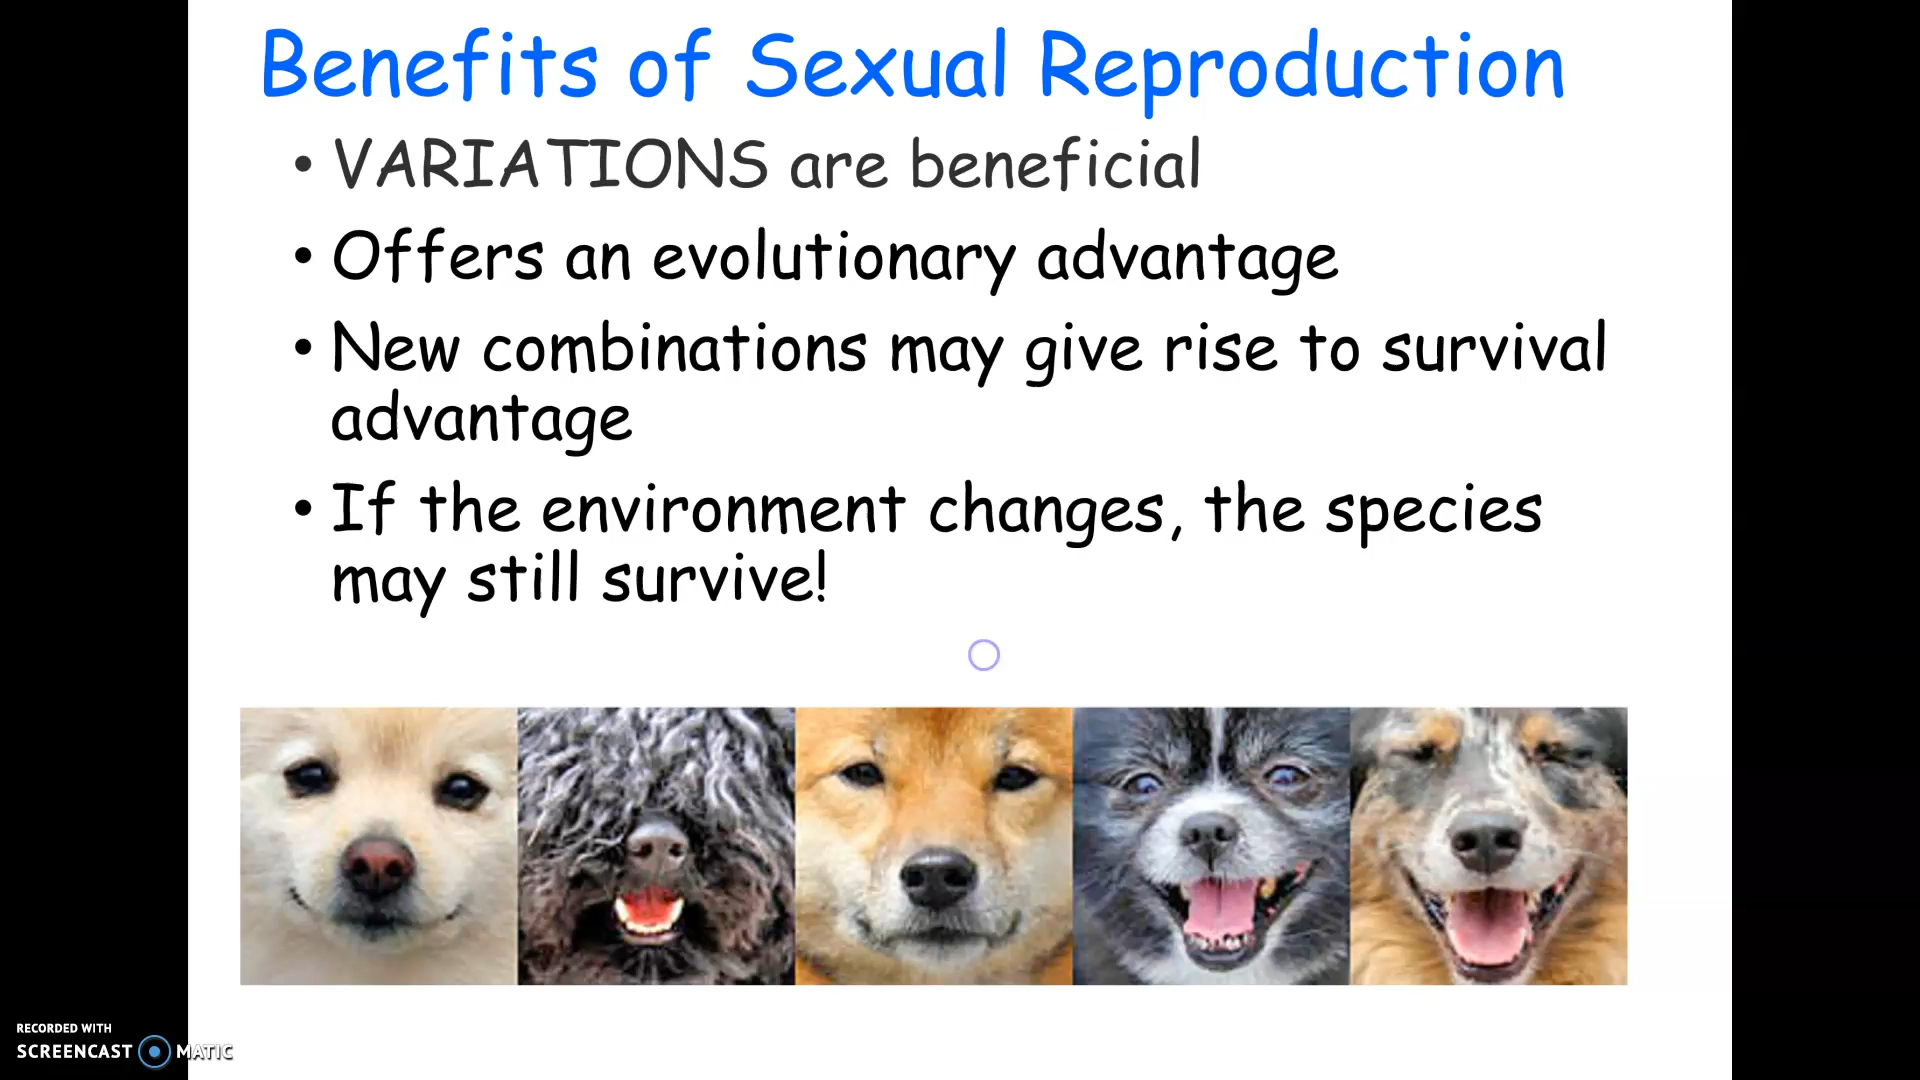 Benefits of Sexual Reproduction
• VARIATIONS are beneficial
• Offers an evolutionary advantage
• New combinations may give rise to survival
advantage
• If the environment changes, the species
may still survive!
RECORDED WITH
SCREENCAST MATIC